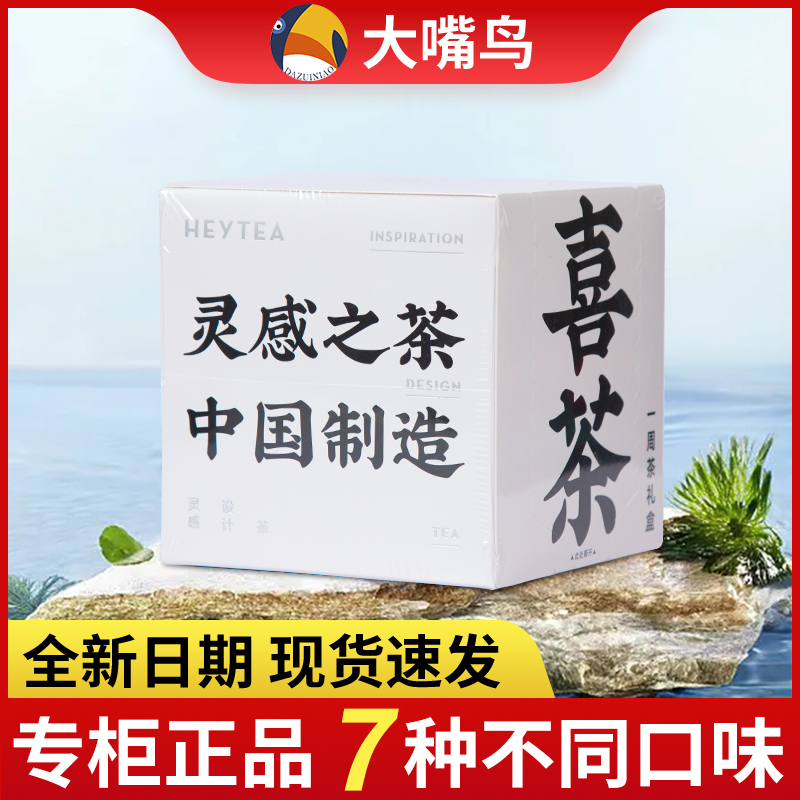 DAZUINIAO
大嘴鸟
HEYTEA
INSPIRATION
灵感之茶
DESIGN
中国制造
灵感
设计
茶
TEA
喜茶
一周茶礼盒
全新日期 现货速发
专柜正品 7种不同口味